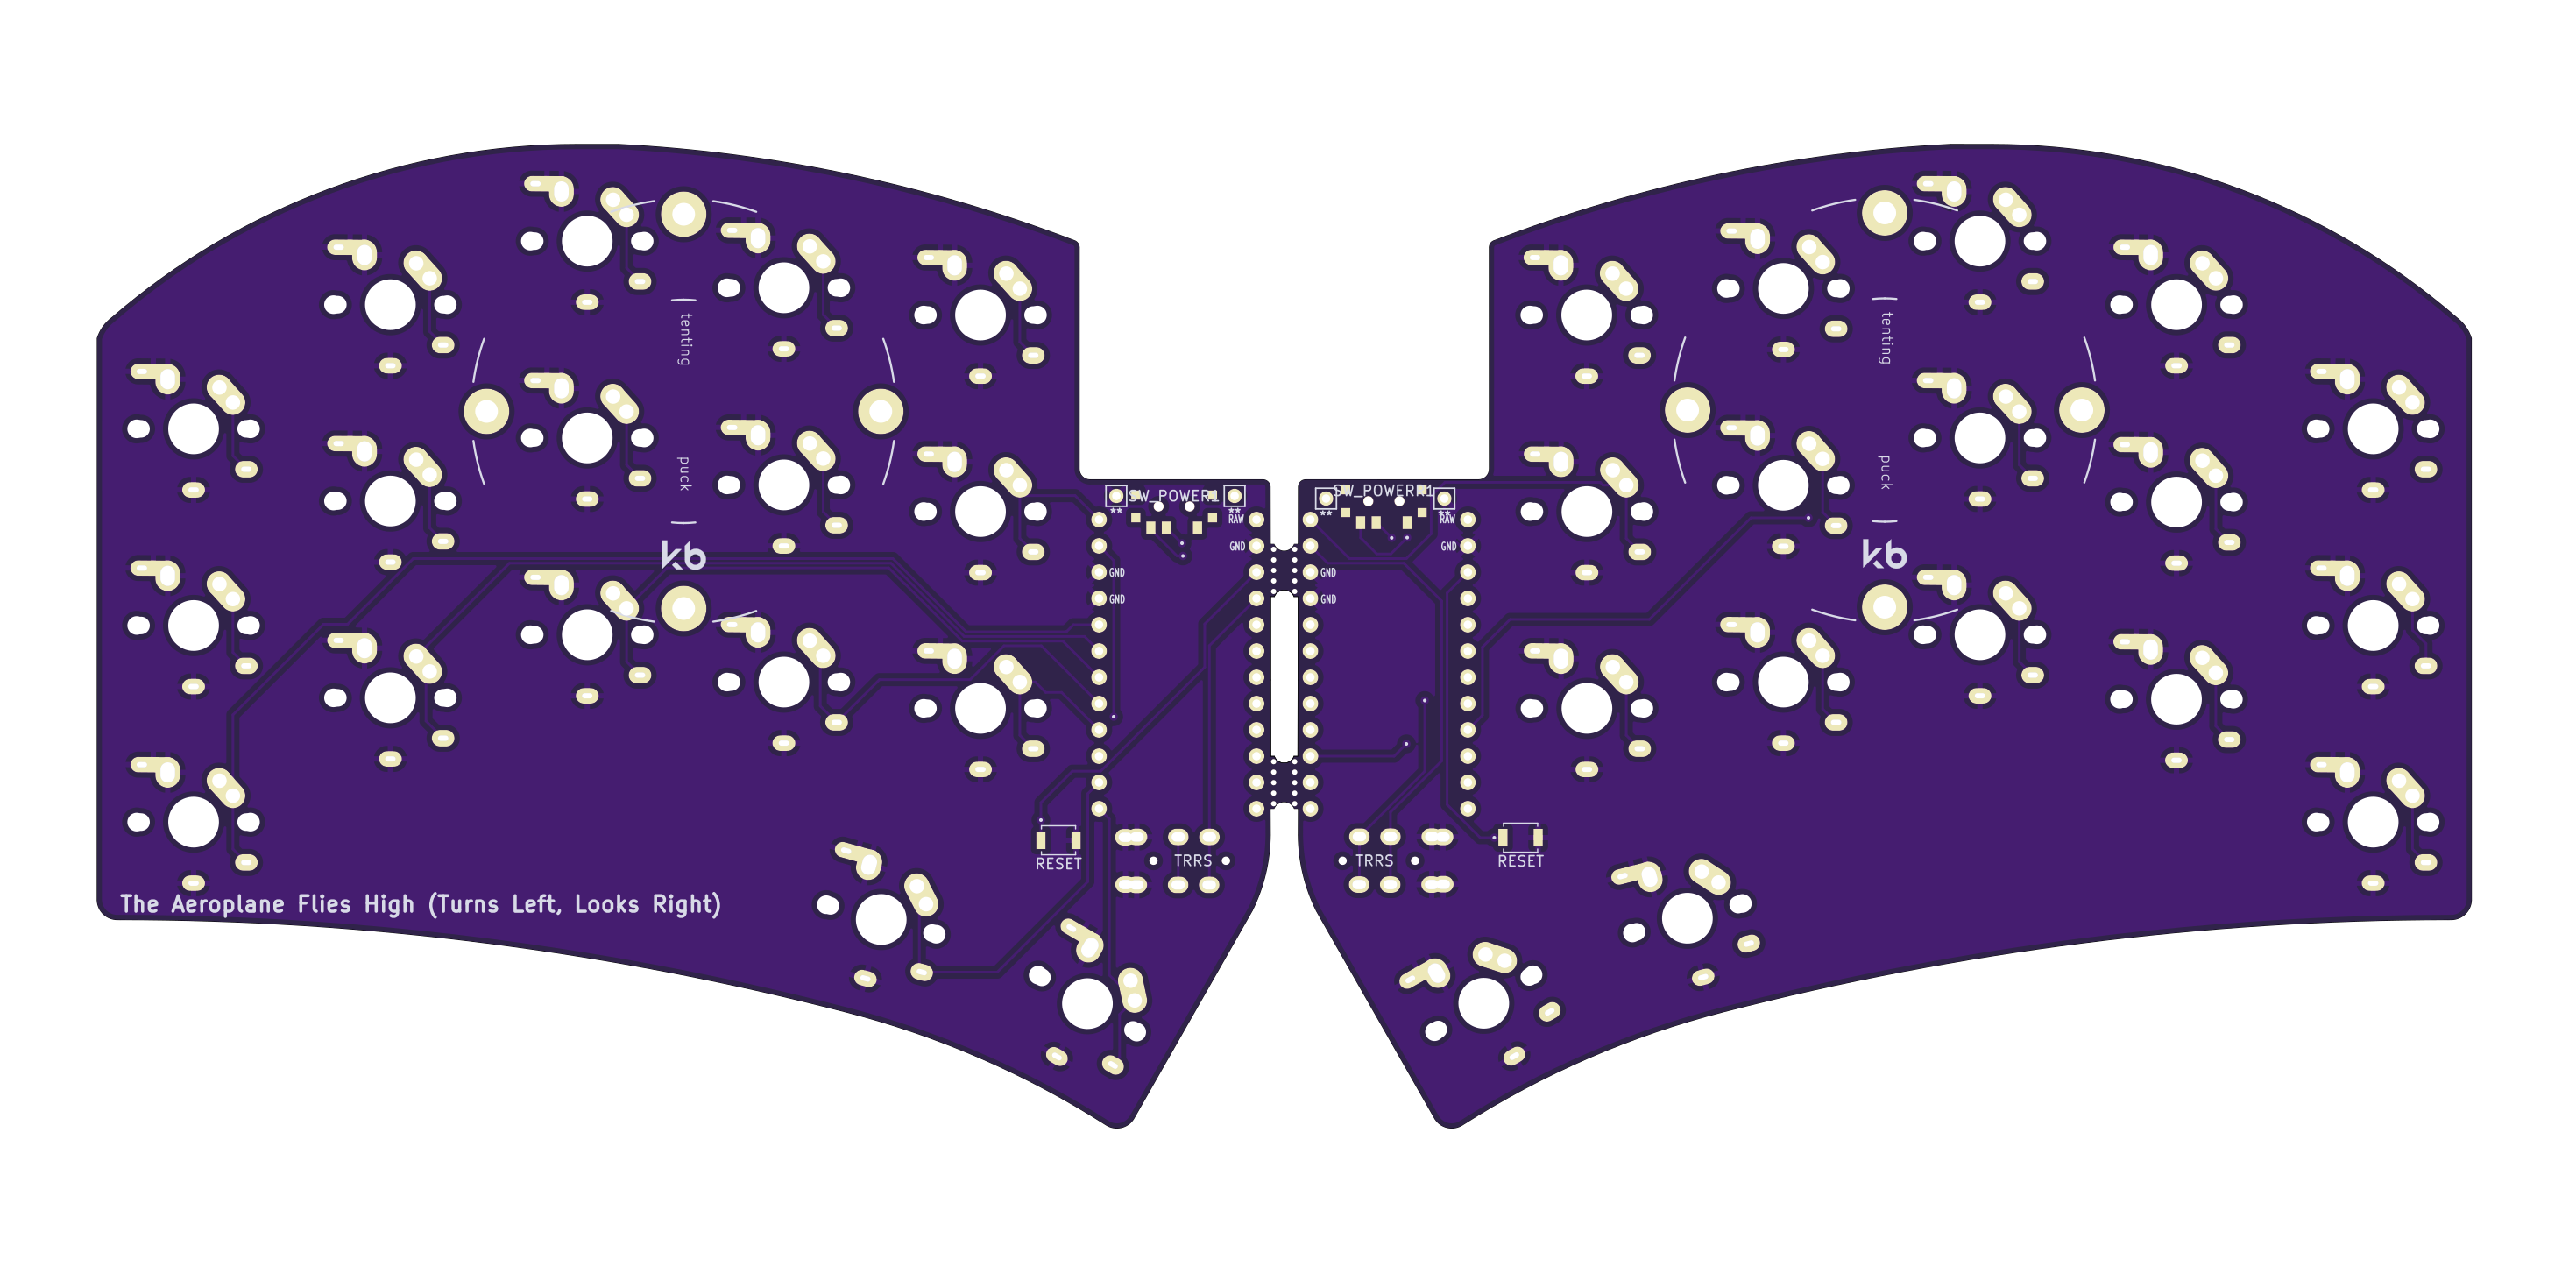 tenting
puck
kb
SW_POWER1
**
**
RAW
GND
GND
GND
RESET
TRRS
The Aeroplane Flies High (Turns Left, Looks Right)
SW_POWERR1
**
**
RAW
GND
GND
GND
TRRS
RESET
tenting
puck
kb